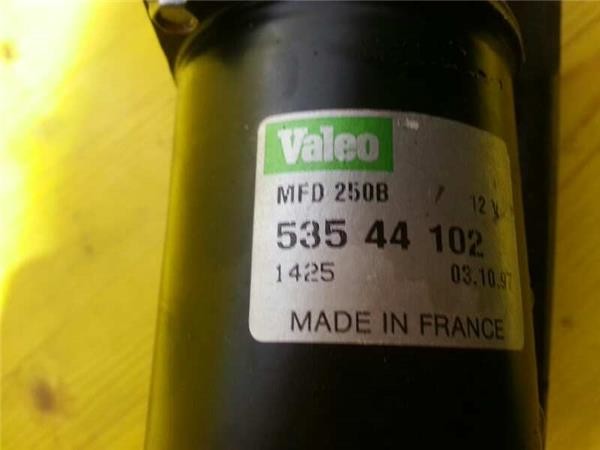 Valeo
MFD 250B / 12 V
535 44 102
1425 03.10.97
MADE IN FRANCE